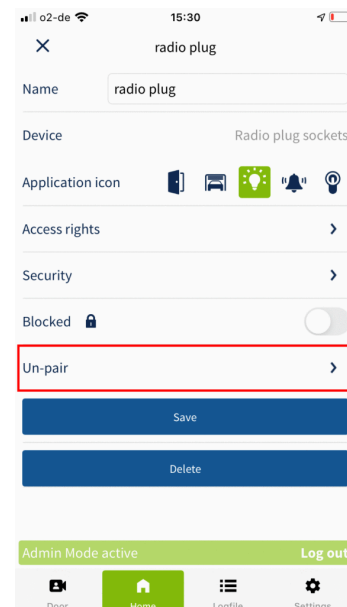 o2-de 15:30
radio plug
Name radio plug
Device Radio plug sockets
Application icon
Access rights
Security
Blocked
Un-pair
Save
Delete
Admin Mode active Log out
Door Home Logfile Settings